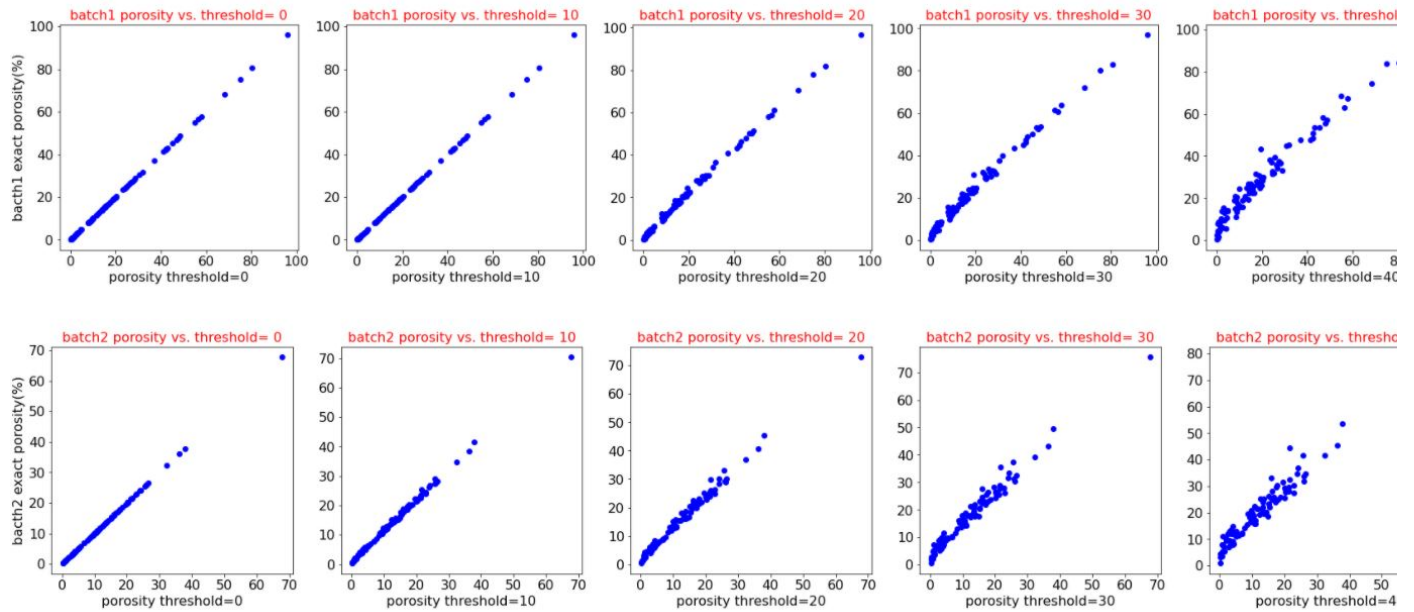 batch1 porosity vs. threshold= 0
batch1 porosity vs. threshold= 10
batch1 porosity vs. threshold= 20
batch1 porosity vs. threshold= 30
batch1 porosity vs. threshol
bacth1 exact porosity(%)
100
80
60
40
20
0
0 20 40 60 80 100
porosity threshold=0
100
80
60
40
20
0
0 20 40 60 80 100
porosity threshold=10
100
80
60
40
20
0
0 20 40 60 80 100
porosity threshold=20
100
80
60
40
20
0
0 20 40 60 80 100
porosity threshold=30
100
80
60
40
20
0
0 20 40 60 80
porosity threshold=40
batch2 porosity vs. threshold= 0
batch2 porosity vs. threshold= 10
batch2 porosity vs. threshold= 20
batch2 porosity vs. threshold= 30
batch2 porosity vs. thresho
bacth2 exact porosity(%)
70
60
50
40
30
20
10
0
0 10 20 30 40 50 60 70
porosity threshold=0
70
60
50
40
30
20
10
0
0 10 20 30 40 50 60 70
porosity threshold=10
70
60
50
40
30
20
10
0
0 10 20 30 40 50 60 70
porosity threshold=20
70
60
50
40
30
20
10
0
0 10 20 30 40 50 60 70
porosity threshold=30
80
70
60
50
40
30
20
10
0
0 10 20 30 40 50
porosity threshold=4